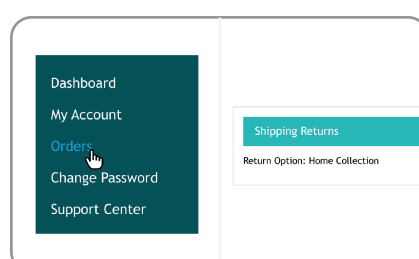 Dashboard
My Account
Orders
Change Password
Support Center
Shipping Returns
Return Option: Home Collection